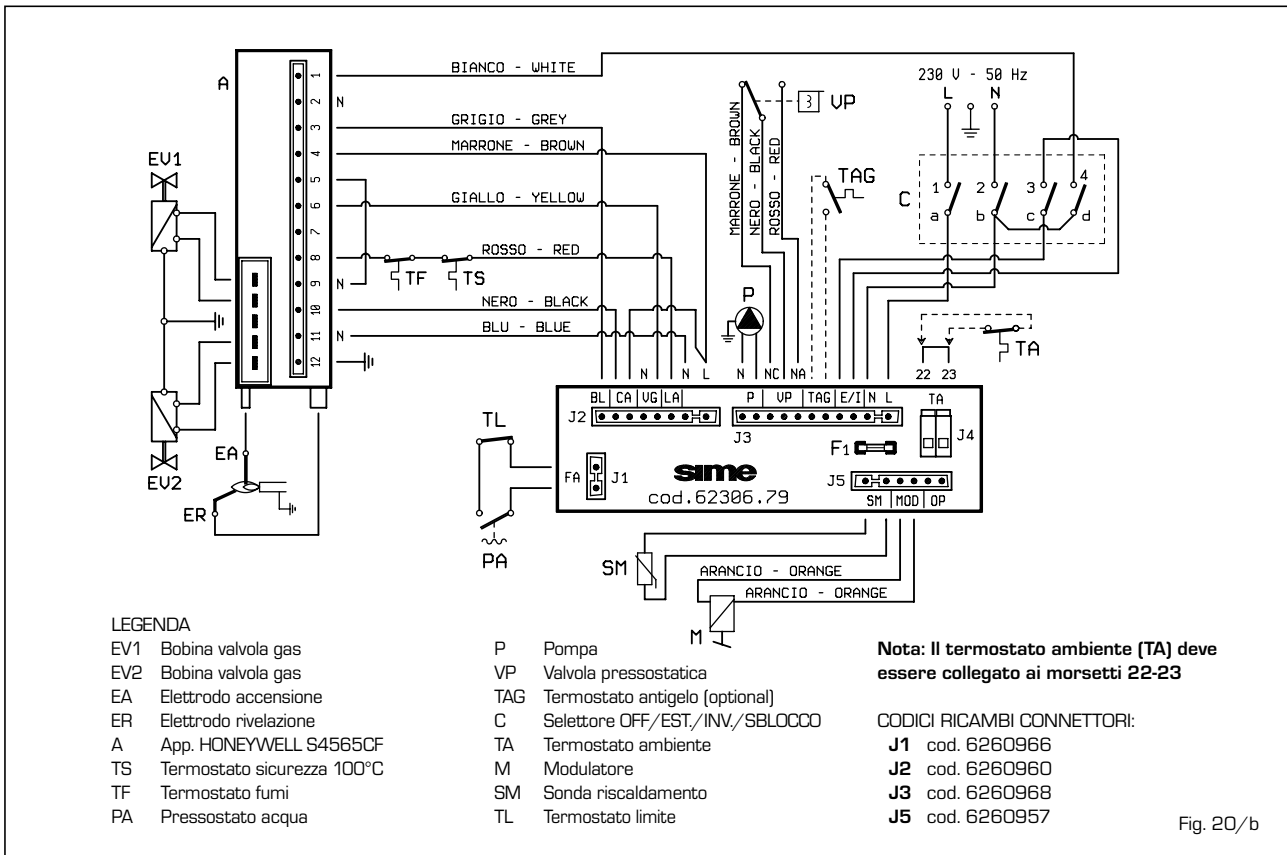 A
1
2 N
3
4
5
6
7
8
9 N
10
11 N
12
BIANCO - WHITE
GRIGIO - GREY
MARRONE - BROWN
GIALLO - YELLOW
ROSSO - RED
TF TS
NERO - BLACK
BLU - BLUE
EV1
EV2
EA
ER
MARRONE - BROWN
NERO - BLACK
ROSSO - RED
VP
TAG
P
230 V - 50 Hz
L N
C
1 2 3 4
a b c d
TA
22 23
N N L
N NC NA
BL CA VG LA
J2
P VP TAG E/I N L
J3
TA
J4
F1
FA J1
sime
cod.62306.79
J5
SM MOD OP
TL
PA
SM
ARANCIO - ORANGE
ARANCIO - ORANGE
M
LEGENDA
EV1 Bobina valvola gas
EV2 Bobina valvola gas
EA Elettrodo accensione
ER Elettrodo rivelazione
A App. HONEYWELL S4565CF
TS Termostato sicurezza 100°C
TF Termostato fumi
PA Pressostato acqua
P Pompa
VP Valvola pressostatica
TAG Termostato antigelo (optional)
C Selettore OFF/EST./INV./SBLOCCO
TA Termostato ambiente
M Modulatore
SM Sonda riscaldamento
TL Termostato limite
Nota: Il termostato ambiente (TA) deve
essere collegato ai morsetti 22-23
CODICI RICAMBI CONNETTORI:
J1 cod. 6260966
J2 cod. 6260960
J3 cod. 6260968
J5 cod. 6260957
Fig. 20/b